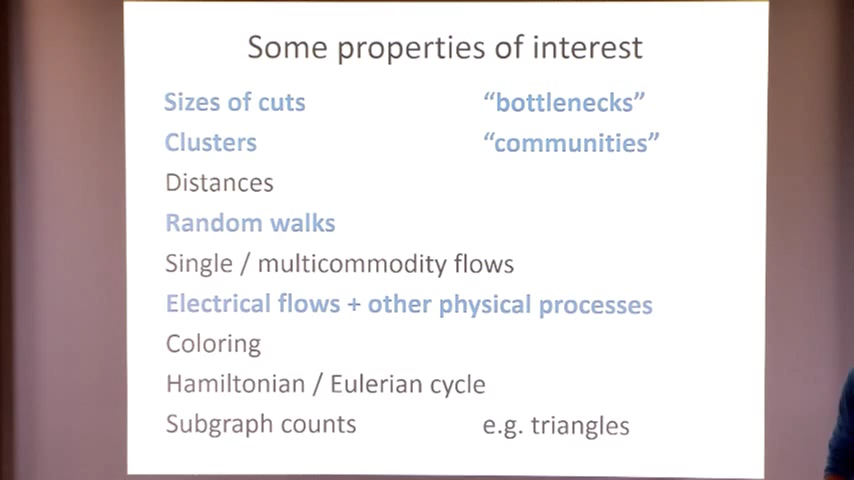 Some properties of interest
Sizes of cuts “bottlenecks”
Clusters “communities”
Distances
Random walks
Single / multicommodity flows
Electrical flows + other physical processes
Coloring
Hamiltonian / Eulerian cycle
Subgraph counts e.g. triangles